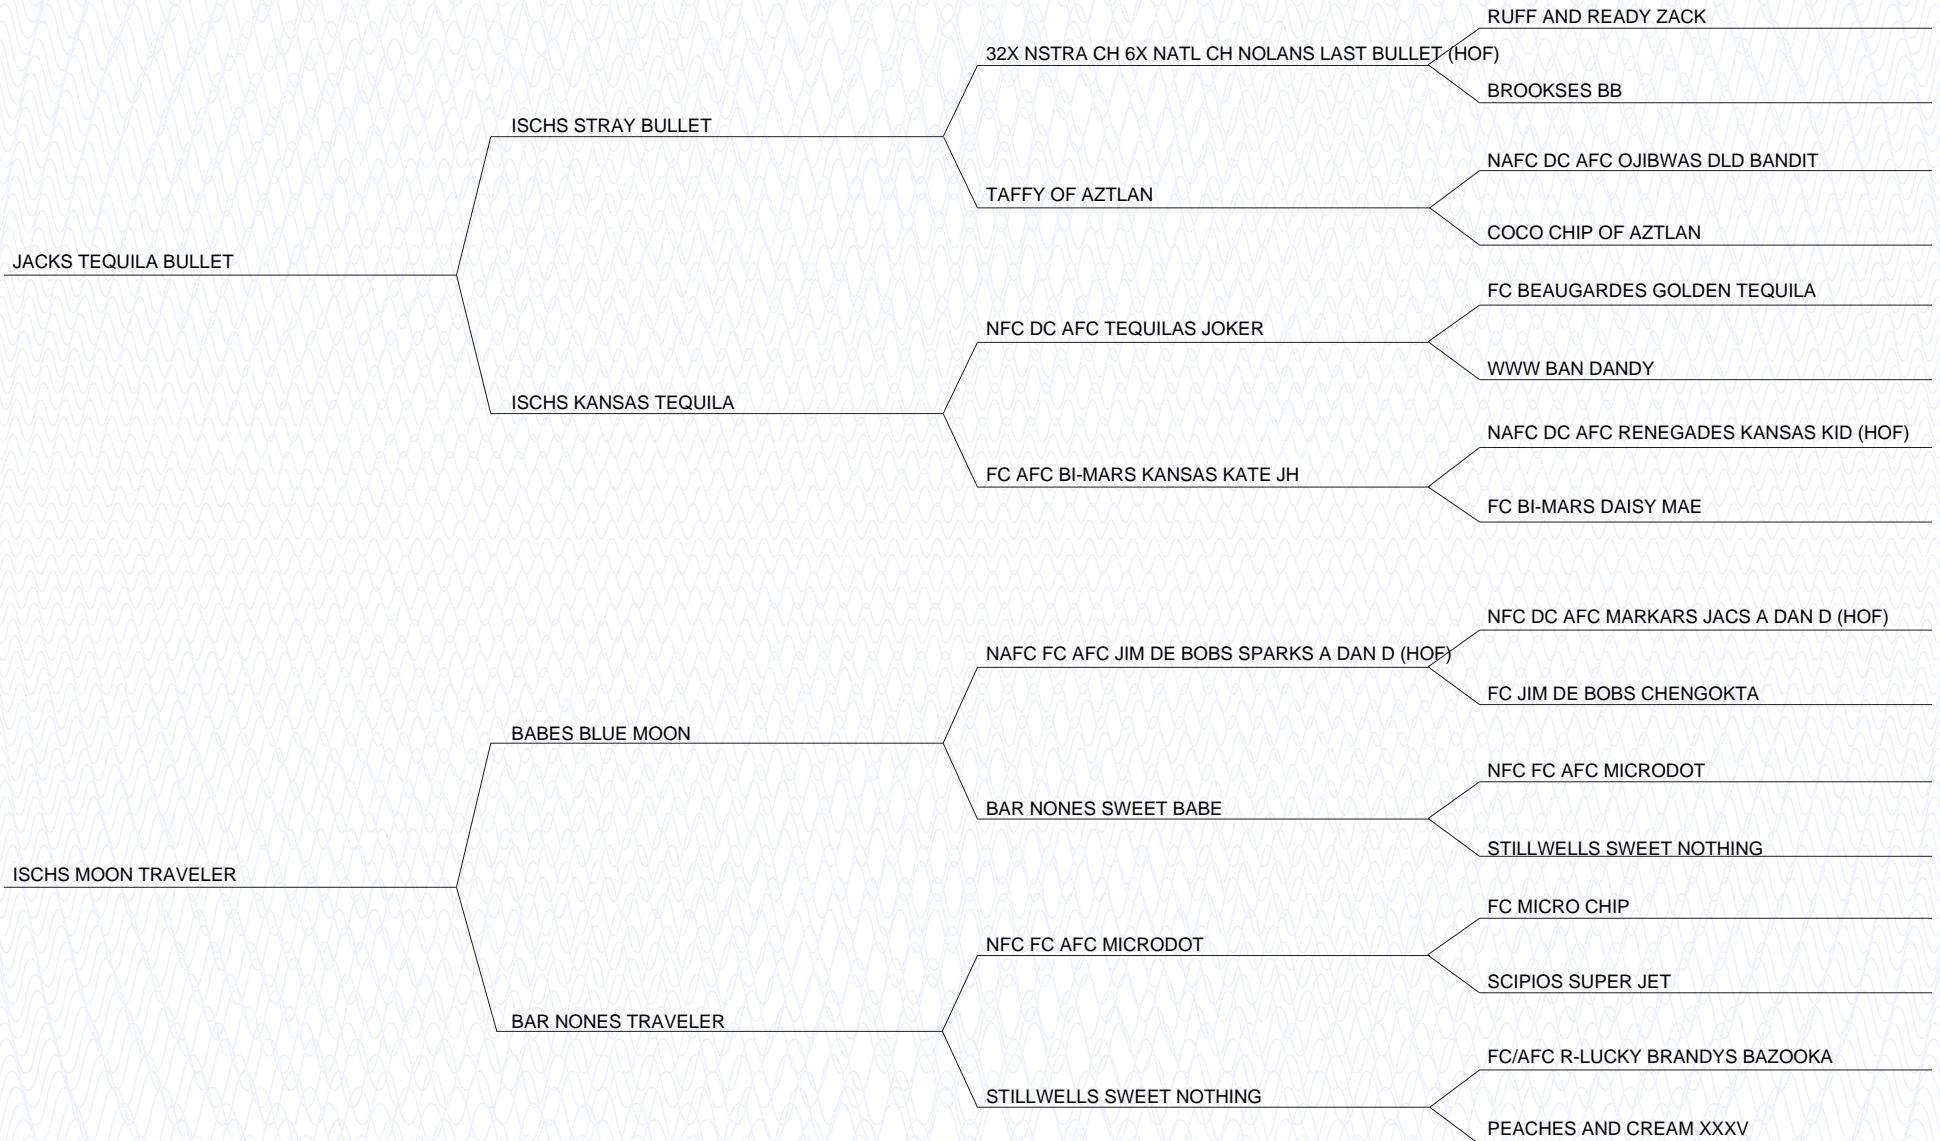 RUFF AND READY ZACK
32X NSTRA CH 6X NATL CH NOLANS LAST BULLET (HOF)
BROOKSES BB
ISCHS STRAY BULLET
NAFC DC AFC OJIBWAS DLD BANDIT
TAFFY OF AZTLAN
COCO CHIP OF AZTLAN
JACKS TEQUILA BULLET
FC BEAUGARDES GOLDEN TEQUILA
NFC DC AFC TEQUILAS JOKER
WWW BAN DANDY
ISCHS KANSAS TEQUILA
NAFC DC AFC RENEGADES KANSAS KID (HOF)
FC AFC BI-MARS KANSAS KATE JH
FC BI-MARS DAISY MAE
NFC DC AFC MARKARS JACS A DAN D (HOF)
NAFC FC AFC JIM DE BOBS SPARKS A DAN D (HOF)
FC JIM DE BOBS CHENGOKTA
BABES BLUE MOON
NFC FC AFC MICRODOT
BAR NONES SWEET BABE
STILLWELLS SWEET NOTHING
ISCHS MOON TRAVELER
FC MICRO CHIP
NFC FC AFC MICRODOT
SCIPIOS SUPER JET
BAR NONES TRAVELER
FC/AFC R-LUCKY BRANDYS BAZOOKA
STILLWELLS SWEET NOTHING
PEACHES AND CREAM XXXV